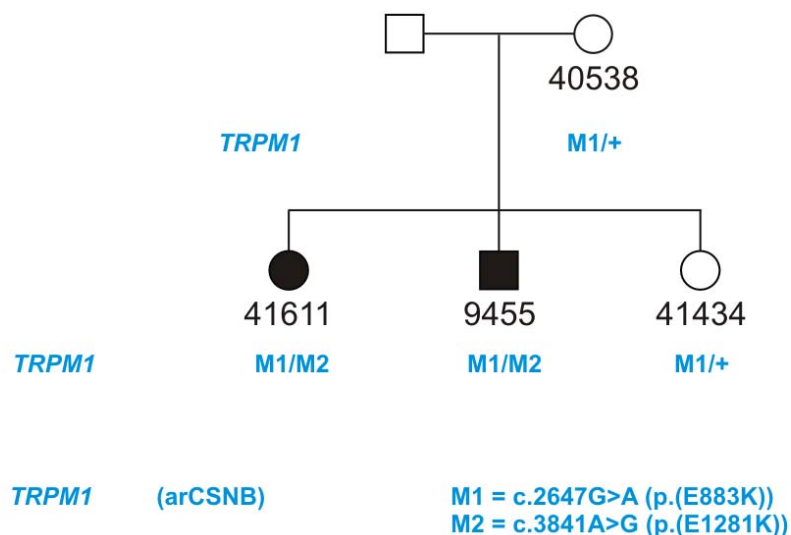 40538
TRPM1 M1/+
41611 9455 41434
TRPM1 M1/M2 M1/M2 M1/+
TRPM1 (arCSNB) M1 = c.2647G>A (p.(E883K))
M2 = c.3841A>G (p.(E1281K))